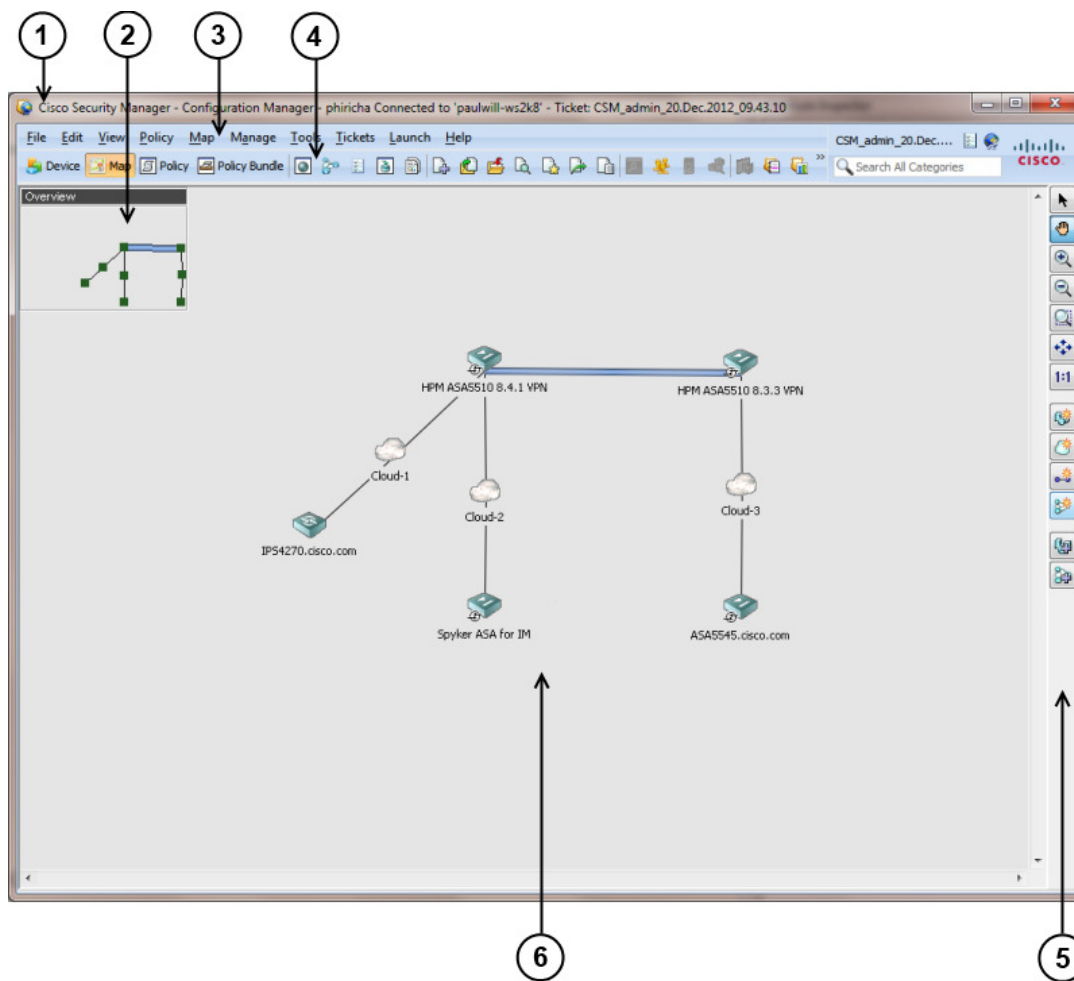 1 2 3 4
Cisco Security Manager - Configuration Manager - phiricha Connected to 'paulwill-ws2k8' - Ticket: CSM_admin_20.Dec.2012_09.43.10
File Edit View Policy Map Manage Tools Tickets Launch Help
CSM_admin_20.Dec....
Device Map Policy Policy Bundle
»
Search All Categories
CISCO
Overview
1:1
HPM ASA5510 8.4.1 VPN
HPM ASA5510 8.3.3 VPN
Cloud-1
Cloud-2
Cloud-3
IPS4270.cisco.com
Spyker ASA for IM
ASA5545.cisco.com
6 5